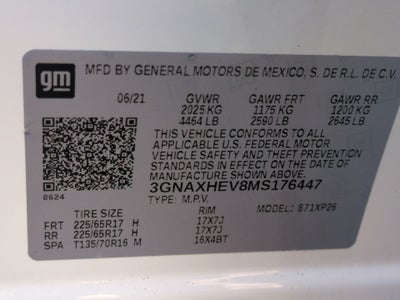 gm
MFD BY GENERAL MOTORS DE MEXICO, S. DE R.L. DE C.V.
06/21 GVWR GAWR FRT GAWR RR
2025 KG 1175 KG 1200 KG
4464 LB 2590 LB 2645 LB
THIS VEHICLE CONFORMS TO ALL
APPLICABLE U.S. FEDERAL MOTOR
VEHICLE SAFETY AND THEFT PREVENTION
STANDARDS IN EFFECT ON THE DATE OF
MANUFACTURE SHOWN ABOVE.
8624
3GNAXHEV8MS176447
TYPE: M.P.V. MODEL: 871XP26
TIRE SIZE RIM
FRT 225/65R17 H 17X7J
RR 225/65R17 H 17X7J
SPA T135/70R16 M 16X4BT